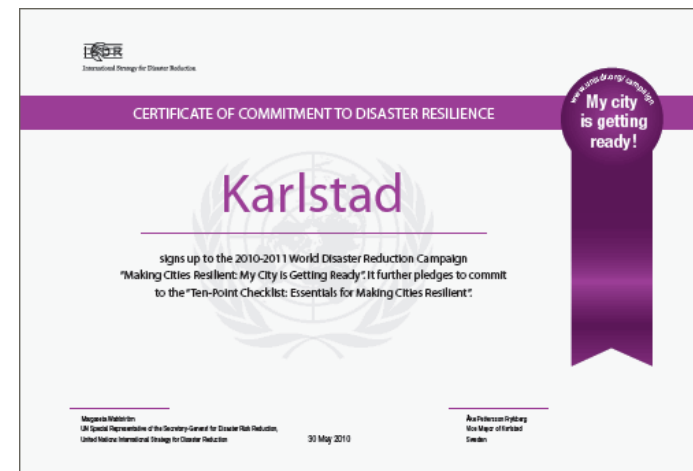 ISDR
International Strategy for Disaster Reduction
CERTIFICATE OF COMMITMENT TO DISASTER RESILIENCE
www.unisdr.org/campaign
My city
is getting
ready!
Karlstad
signs up to the 2010-2011 World Disaster Reduction Campaign
"Making Cities Resilient: My City is Getting Ready". It further pledges to commit
to the "Ten-Point Checklist: Essentials for Making Cities Resilient".
Margareta Wahlström
UN Special Representative of the Secretary-General for Disaster Risk Reduction,
United Nations International Strategy for Disaster Reduction
30 May 2010
Åke Pettersson Frykberg
Vice Mayor of Karlstad
Sweden